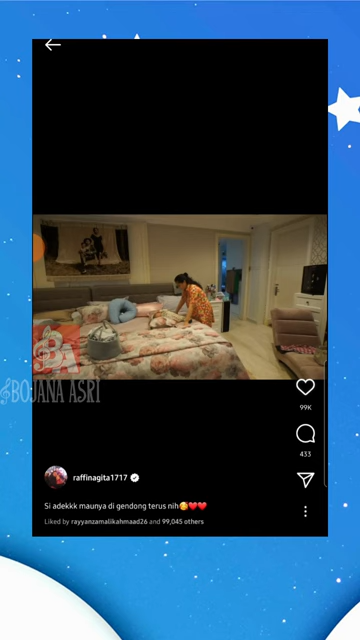 BA
BOJANA ASRI
99K
433
raffinagita1717
Si adekkk maunya di gendong terus nih🥰❤️❤️
Liked by rayyanzamalikahmaad26 and 99,045 others